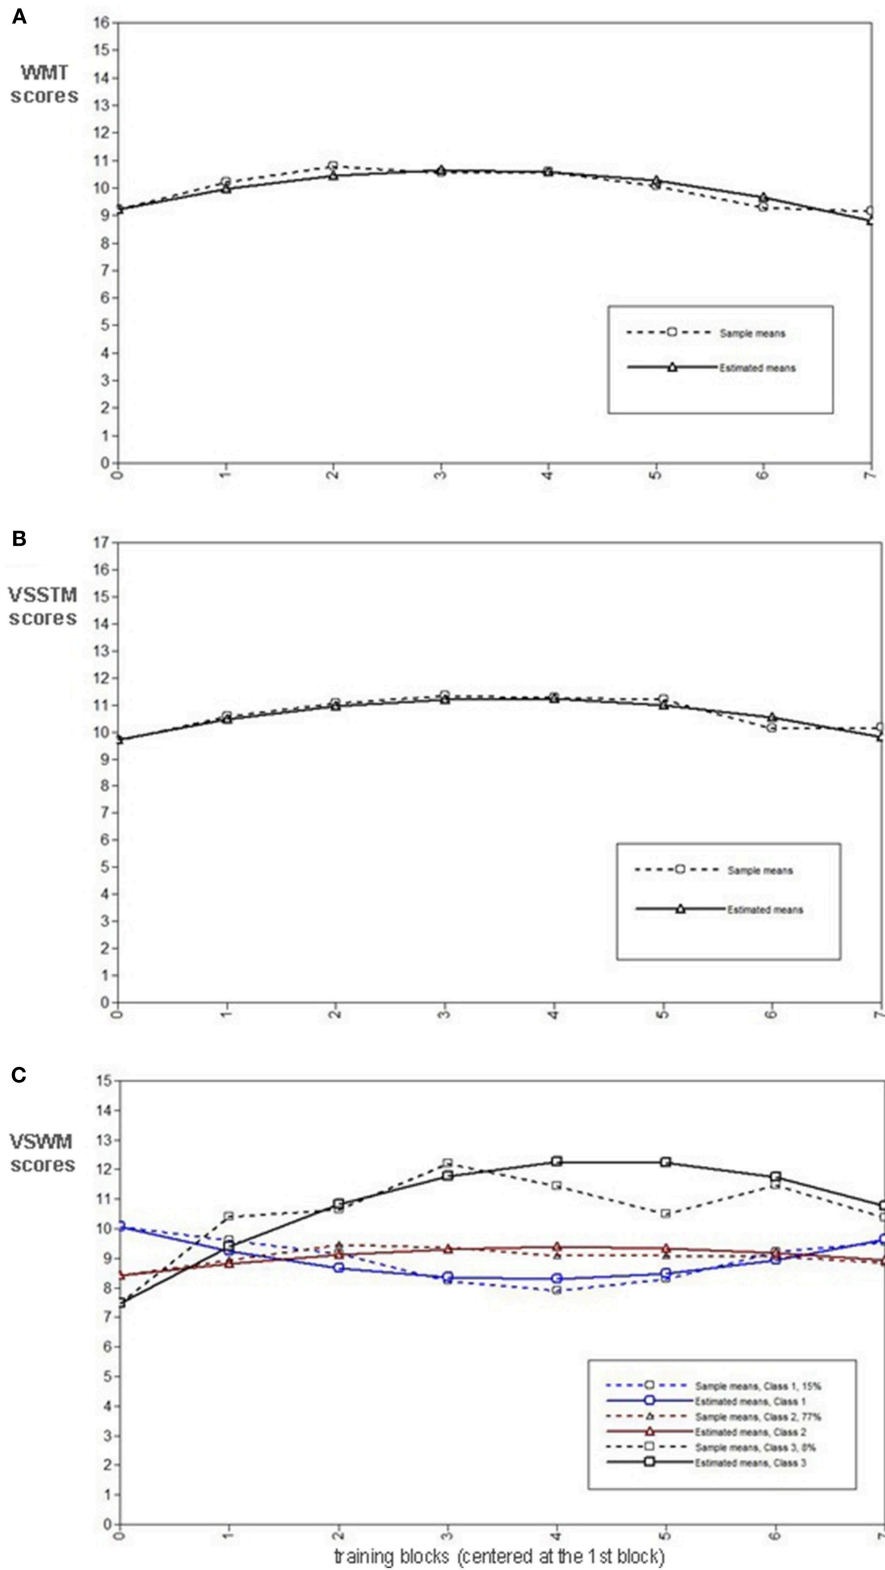 A
WMT
scores
16
15
14
13
12
11
10
9
8
7
6
5
4
3
2
1
0
Sample means
Estimated means
0 1 2 3 4 5 6 7
B
VSSTM
scores
17
16
15
14
13
12
11
10
9
8
7
6
5
4
3
2
1
0
Sample means
Estimated means
0 1 2 3 4 5 6 7
C
VSWM
scores
15
14
13
12
11
10
9
8
7
6
5
4
3
2
1
0
Sample means, Class 1, 15%
Estimated means, Class 1
Sample means, Class 2, 77%
Estimated means, Class 2
Sample means, Class 3, 8%
Estimated means, Class 3
0 1 2 3 4 5 6 7
training blocks (centered at the 1st block)